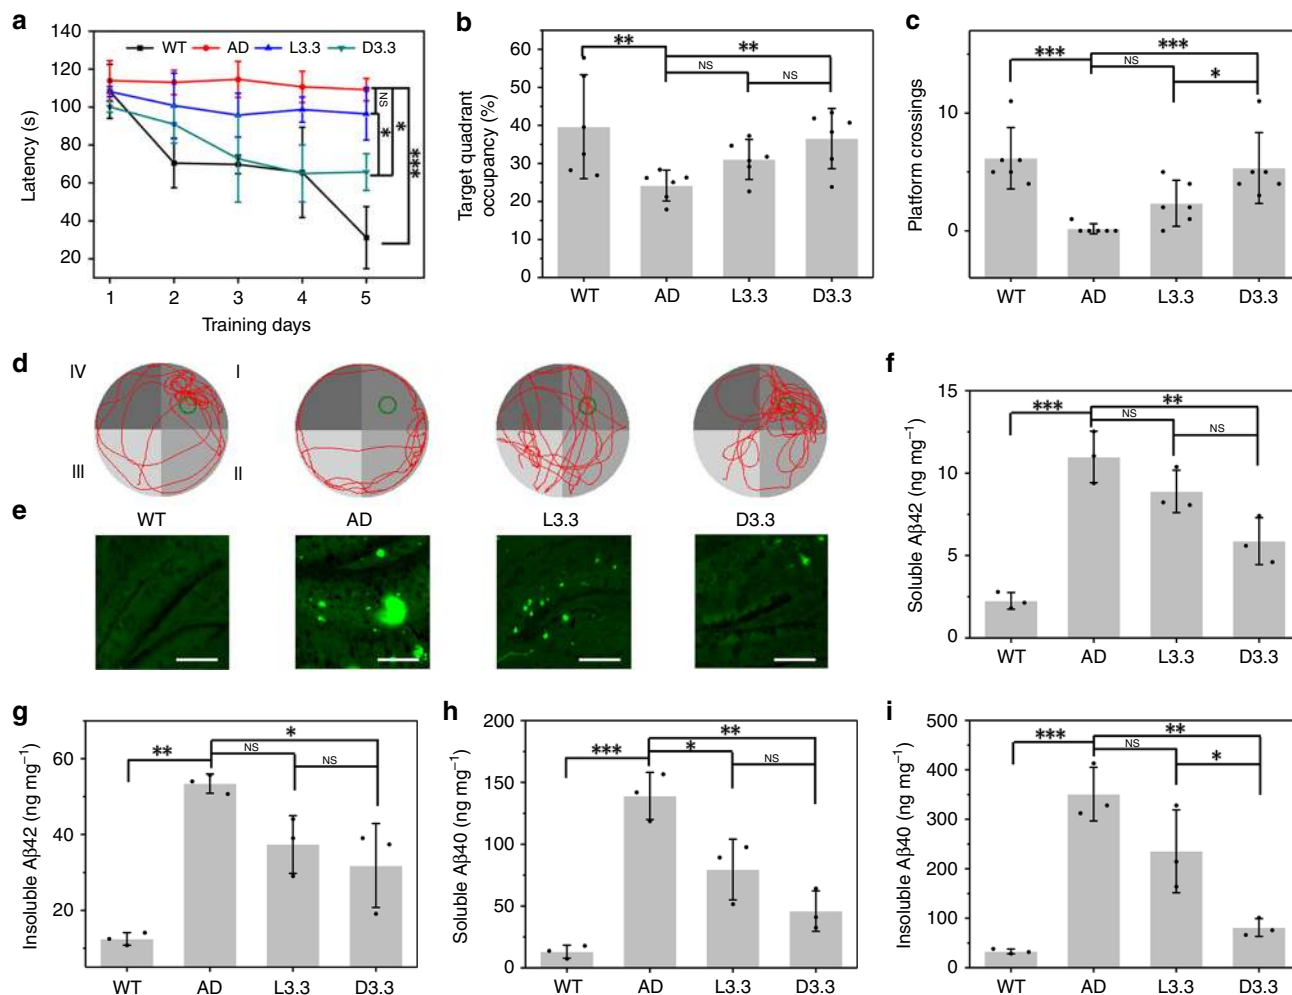 a
140
120
100
80
60
40
20
Latency (s)
WT AD L3.3 D3.3
NS
*
*
***
1 2 3 4 5
Training days
b
60
50
40
30
20
10
0
Target quadrant
occupancy (%)
**
**
NS
NS
WT AD L3.3 D3.3
c
10
0
Platform crossings
***
***
NS
*
WT AD L3.3 D3.3
d
IV I
III II
e
WT AD L3.3 D3.3
f
15
10
5
0
Soluble Aβ42 (ng mg⁻¹)
***
**
NS
NS
WT AD L3.3 D3.3
g
60
40
20
Insoluble Aβ42 (ng mg⁻¹)
**
*
NS
NS
WT AD L3.3 D3.3
h
200
150
100
50
0
Soluble Aβ40 (ng mg⁻¹)
***
**
*
NS
WT AD L3.3 D3.3
i
500
400
300
200
100
0
Insoluble Aβ40 (ng mg⁻¹)
***
**
NS
*
WT AD L3.3 D3.3